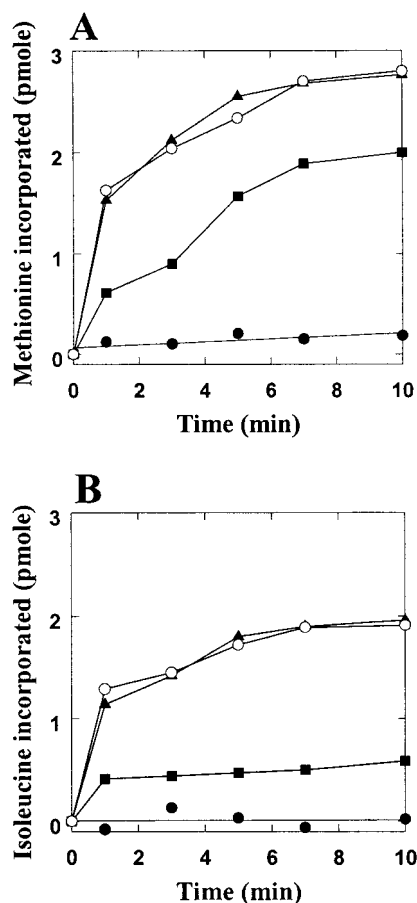 A
Methionine incorporated (pmole)
3
2
1
0
0 2 4 6 8 10
Time (min)
B
Isoleucine incorporated (pmole)
3
2
1
0
0 2 4 6 8 10
Time (min)